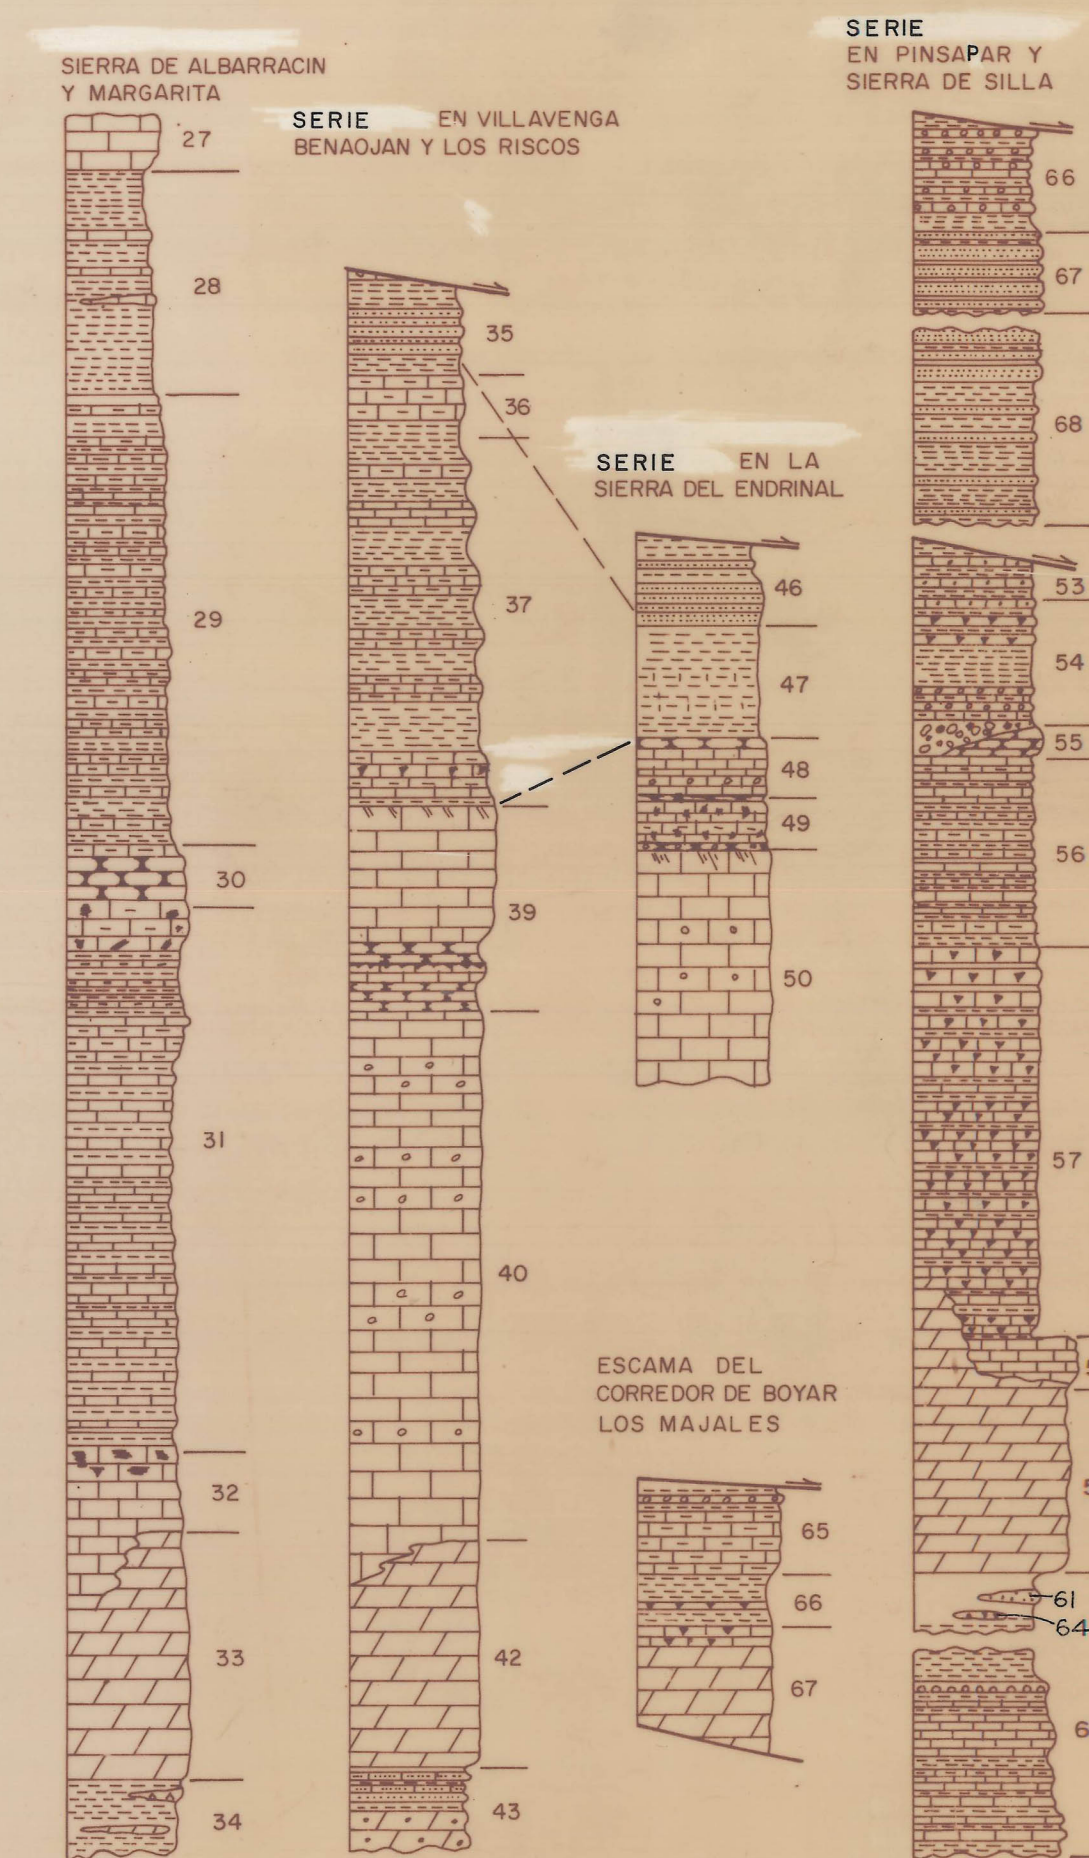 SIERRA DE ALBARRACIN
Y MARGARITA
27
28
29
30
31
32
33
34
SERIE EN VILLAVENGA
BENAOJAN Y LOS RISCOS
35
36
37
39
40
42
43
SERIE EN LA
SIERRA DEL ENDRINAL
46
47
48
49
50
ESCAMA DEL
CORREDOR DE BOYAR
LOS MAJALES
65
66
67
SERIE
EN PINSAPAR Y
SIERRA DE SILLA
66
67
68
53
54
55
56
57
61
64